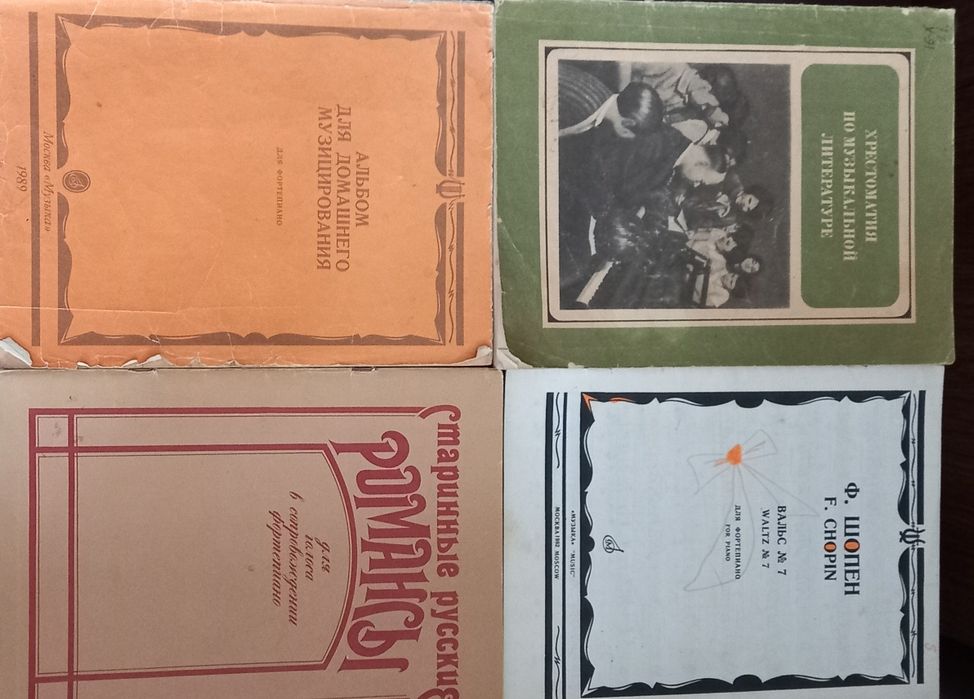 АЛЬБОМ
ДЛЯ ДОМАШНЕГО
МУЗИЦИРОВАНИЯ
ДЛЯ ФОРТЕПИАНО
Москва «Музыка»
1989
ХРЕСТОМАТИЯ
ПО МУЗЫКАЛЬНОЙ
ЛИТЕРАТУРЕ
Старинные русские
РОМАНСЫ
для
голоса
в сопровождении
фортепиано
Ф. ШОПЕН
F. CHOPIN
ВАЛЬС № 7
WALTZ № 7
ДЛЯ ФОРТЕПИАНО
FOR PIANO
"МУЗЫКА" "MUSIC"
МОСКВА 1982 MOSCOW